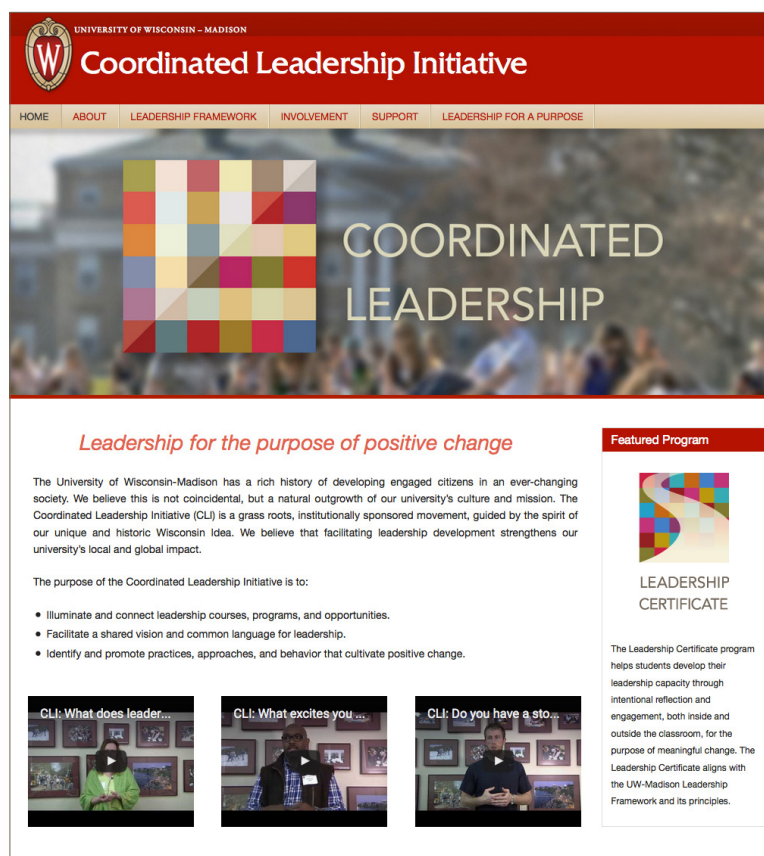 UNIVERSITY OF WISCONSIN – MADISON
W
Coordinated Leadership Initiative
HOME ABOUT LEADERSHIP FRAMEWORK INVOLVEMENT SUPPORT LEADERSHIP FOR A PURPOSE
COORDINATED
LEADERSHIP
Leadership for the purpose of positive change
The University of Wisconsin-Madison has a rich history of developing engaged citizens in an ever-changing
society. We believe this is not coincidental, but a natural outgrowth of our university's culture and mission. The
Coordinated Leadership Initiative (CLI) is a grass roots, institutionally sponsored movement, guided by the spirit of
our unique and historic Wisconsin Idea. We believe that facilitating leadership development strengthens our
university's local and global impact.
The purpose of the Coordinated Leadership Initiative is to:
• Illuminate and connect leadership courses, programs, and opportunities.
• Facilitate a shared vision and common language for leadership.
• Identify and promote practices, approaches, and behavior that cultivate positive change.
CLI: What does leader...
CLI: What excites you ...
CLI: Do you have a sto...
Featured Program
LEADERSHIP
CERTIFICATE
The Leadership Certificate program
helps students develop their
leadership capacity through
intentional reflection and
engagement, both inside and
outside the classroom, for the
purpose of meaningful change. The
Leadership Certificate aligns with
the UW-Madison Leadership
Framework and its principles.